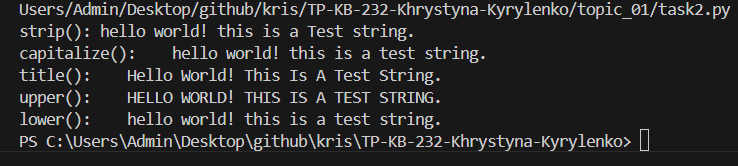 Users/Admin/Desktop/github/kris/TP-KB-232-Khrystyna-Kyrylenko/topic_01/task2.py
strip(): hello world! this is a Test string.
capitalize():    hello world! this is a test string.
title():    Hello World! This Is A Test String.
upper():    HELLO WORLD! THIS IS A TEST STRING.
lower():    hello world! this is a test string.
PS C:\Users\Admin\Desktop\github\kris\TP-KB-232-Khrystyna-Kyrylenko>